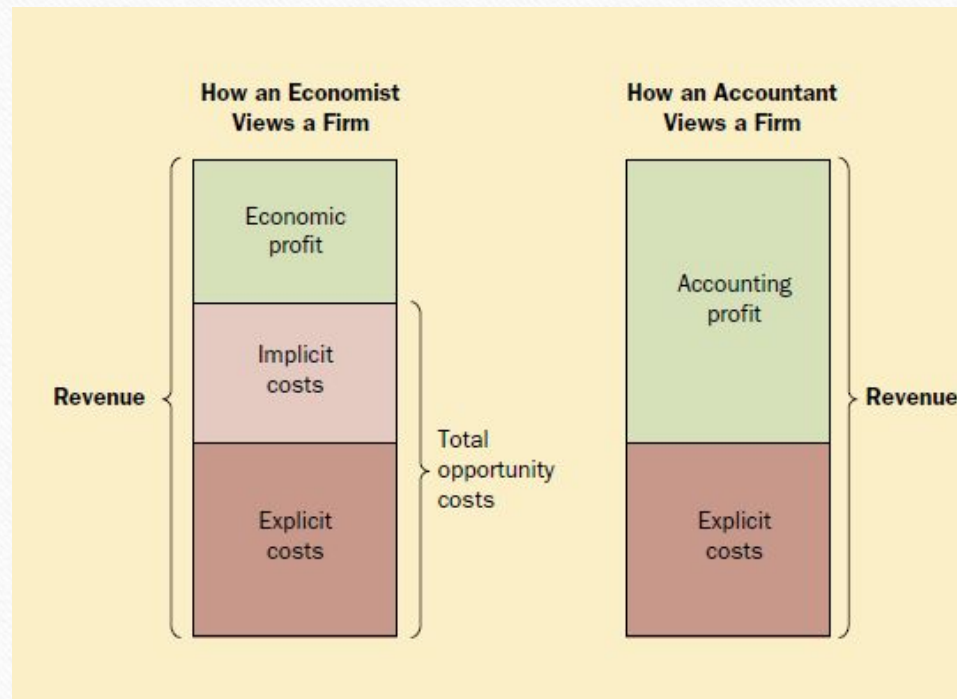 How an Economist
Views a Firm
Economic
profit
Implicit
costs
Revenue
Total
opportunity
costs
Explicit
costs
How an Accountant
Views a Firm
Accounting
profit
Revenue
Explicit
costs